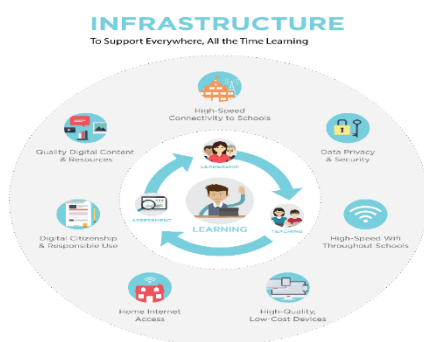 INFRASTRUCTURE
To Support Everywhere, All the Time Learning
High-Speed
Connectivity to Schools
Quality Digital Content
& Resources
Data Privacy
& Security
LEADERSHIP
ASSESSMENT
LEARNING
TEACHING
Digital Citizenship
& Responsible Use
High-Speed Wifi
Throughout Schools
Home Internet
Access
High-Quality,
Low-Cost Devices